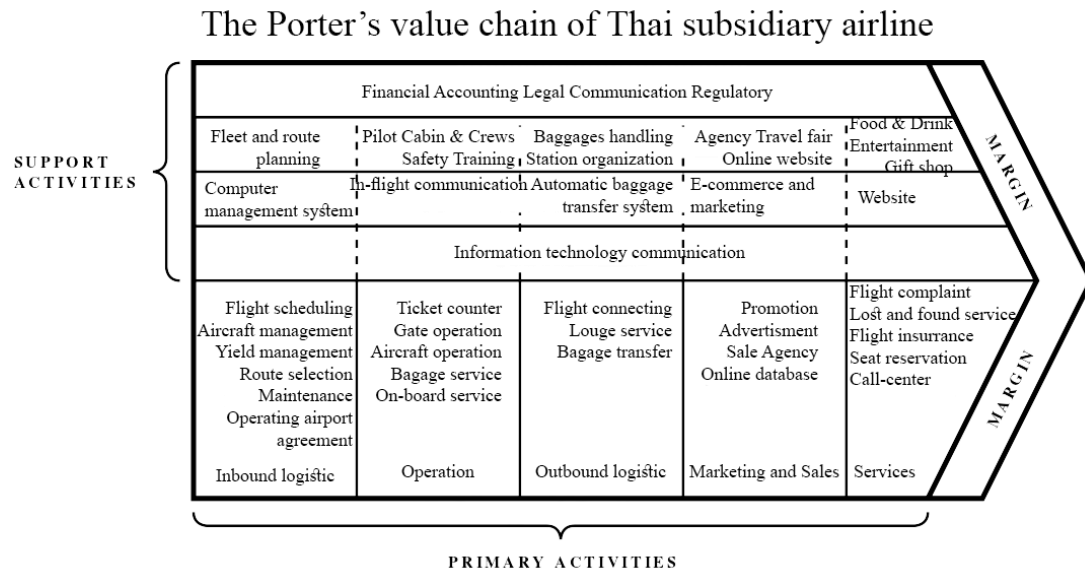 The Porter's value chain of Thai subsidiary airline
SUPPORT
ACTIVITIES
Financial Accounting Legal Communication Regulatory
Fleet and route
planning
Pilot Cabin & Crews
Safety Training
Baggages handling
Station organization
Agency Travel fair
Online website
Food & Drink
Entertainment
Gift shop
Computer
management system
In-flight communication
Automatic baggage
transfer system
E-commerce and
marketing
Website
Information technology communication
Flight scheduling
Aircraft management
Yield management
Route selection
Maintenance
Operating airport
agreement
Inbound logistic
Ticket counter
Gate operation
Aircraft operation
Bagage service
On-board service
Operation
Flight connecting
Louge service
Bagage transfer
Outbound logistic
Promotion
Advertisment
Sale Agency
Online database
Marketing and Sales
Flight complaint
Lost and found service
Flight insurrance
Seat reservation
Call-center
Services
MARGIN
MARGIN
PRIMARY ACTIVITIES